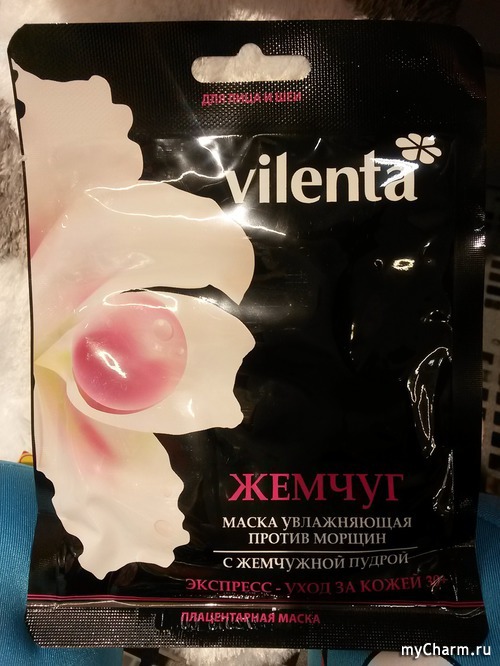 ДЛЯ ЛИЦА И ШЕИ
vilenta
ЖЕМЧУГ
МАСКА УВЛАЖНЯЮЩАЯ
ПРОТИВ МОРЩИН
С ЖЕМЧУЖНОЙ ПУДРОЙ
ЭКСПРЕСС - УХОД ЗА КОЖЕЙ
ПЛАЦЕНТАРНАЯ МАСКА
myCharm.ru